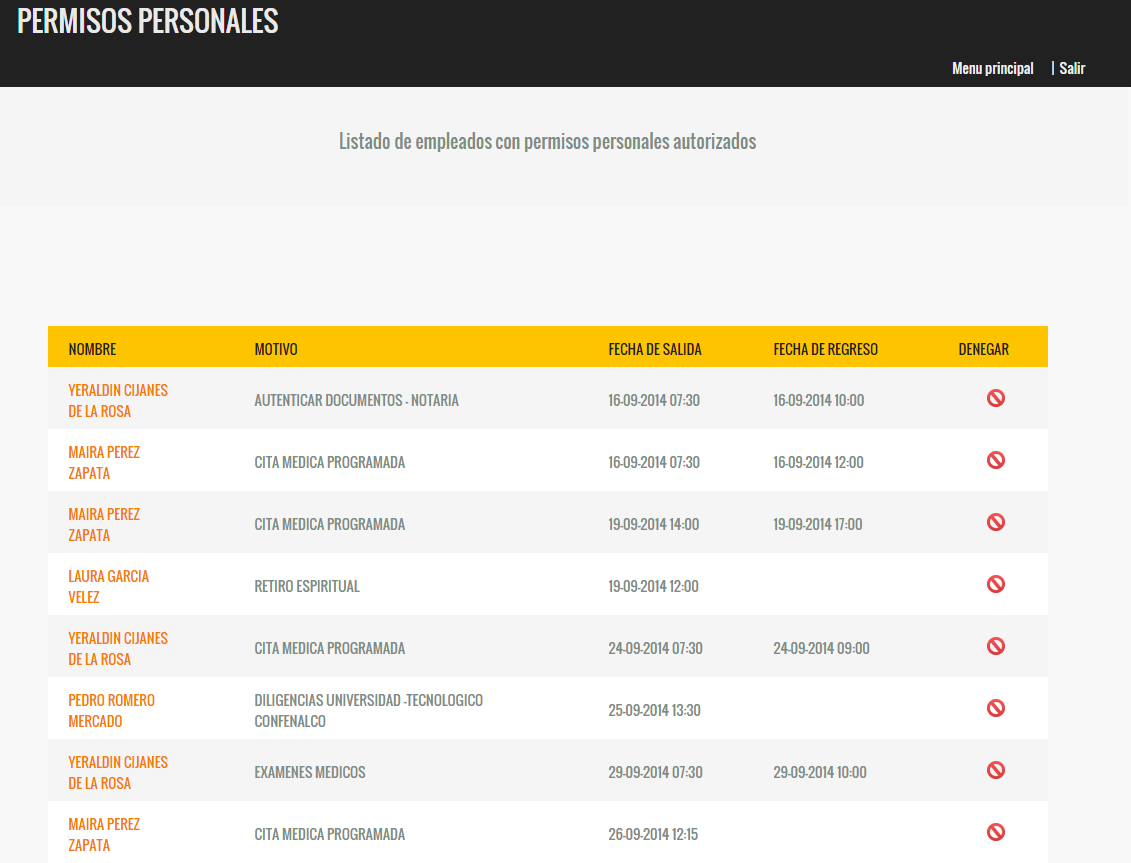 PERMISOS PERSONALES
Menu principal | Salir
Listado de empleados con permisos personales autorizados
NOMBRE MOTIVO FECHA DE SALIDA FECHA DE REGRESO DENEGAR
YERALDIN CIJANES
DE LA ROSA
AUTENTICAR DOCUMENTOS - NOTARIA 16-09-2014 07:30 16-09-2014 10:00
MAIRA PEREZ
ZAPATA
CITA MEDICA PROGRAMADA 16-09-2014 07:30 16-09-2014 12:00
MAIRA PEREZ
ZAPATA
CITA MEDICA PROGRAMADA 19-09-2014 14:00 19-09-2014 17:00
LAURA GARCIA
VELEZ
RETIRO ESPIRITUAL 19-09-2014 12:00
YERALDIN CIJANES
DE LA ROSA
CITA MEDICA PROGRAMADA 24-09-2014 07:30 24-09-2014 09:00
PEDRO ROMERO
MERCADO
DILIGENCIAS UNIVERSIDAD -TECNOLOGICO
CONFENALCO
25-09-2014 13:30
YERALDIN CIJANES
DE LA ROSA
EXAMENES MEDICOS 29-09-2014 07:30 29-09-2014 10:00
MAIRA PEREZ
ZAPATA
CITA MEDICA PROGRAMADA 26-09-2014 12:15